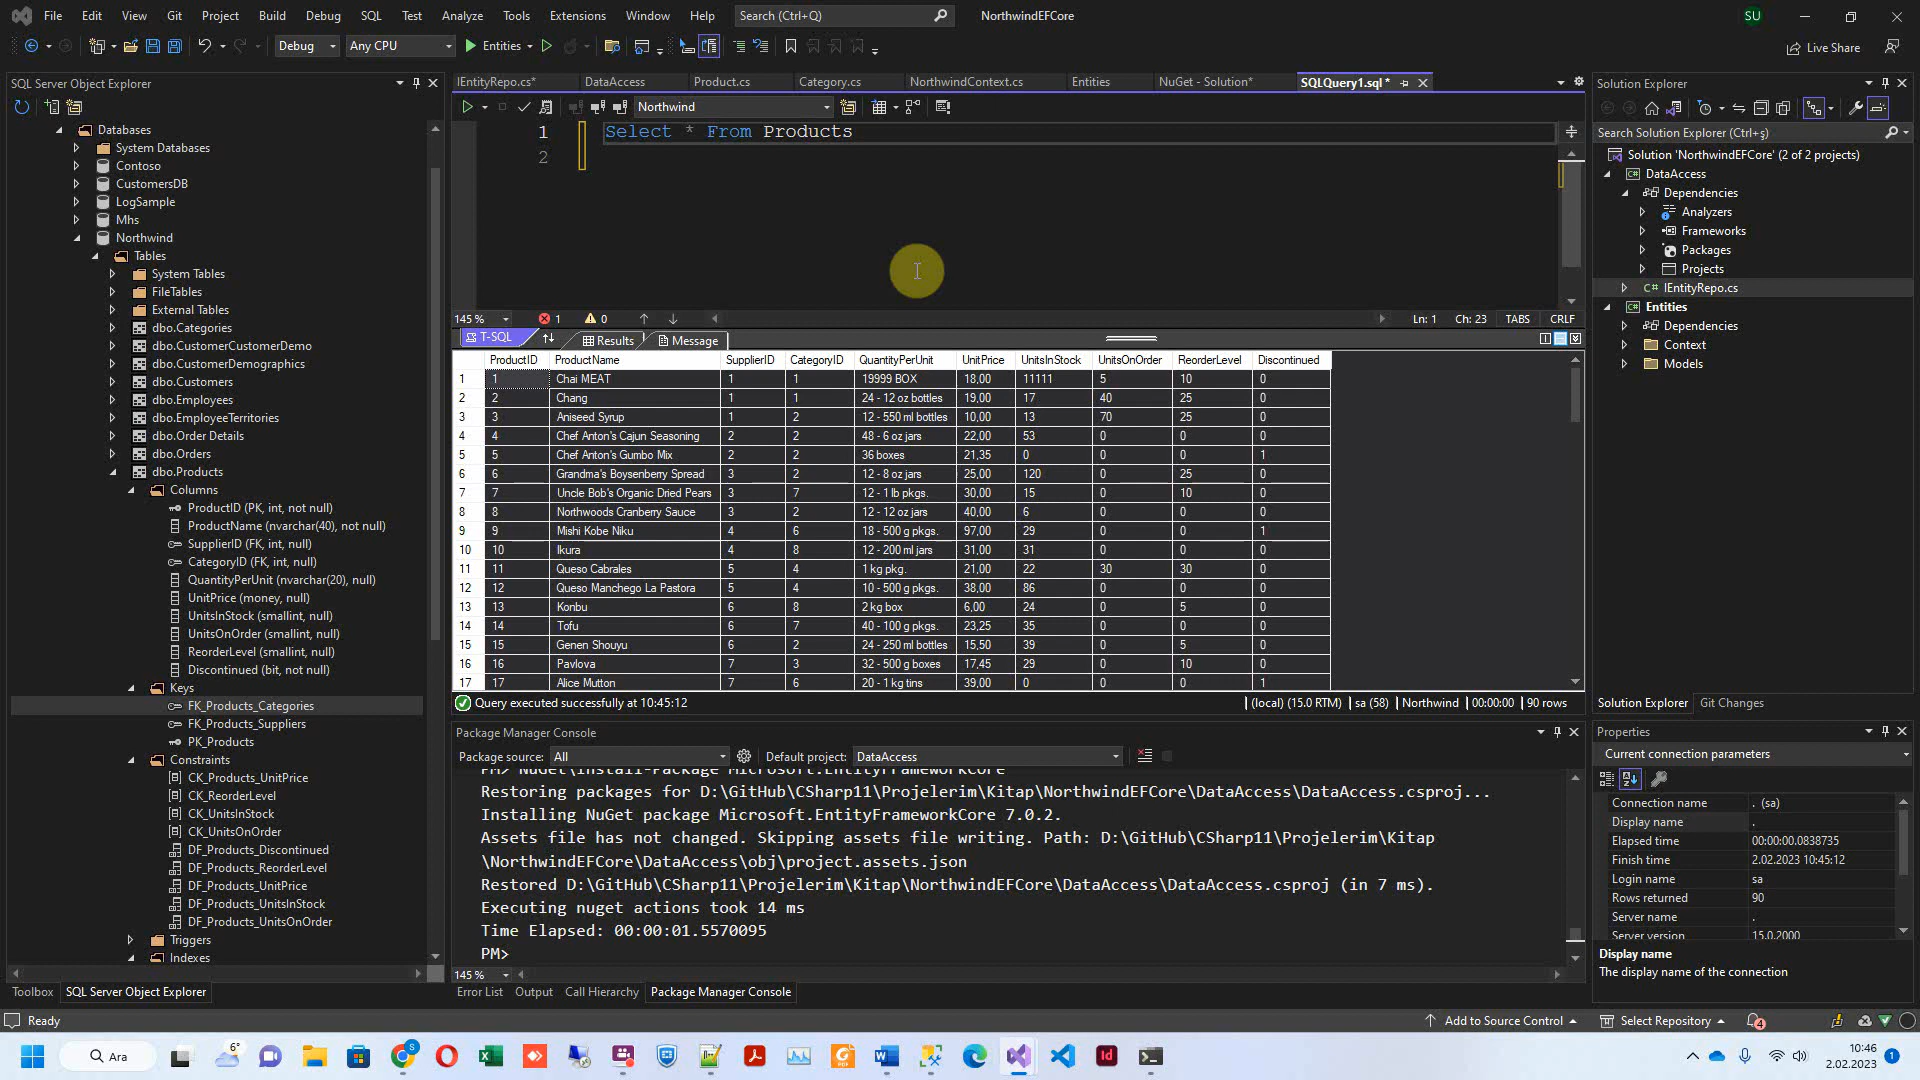 File Edit View Git Project Build Debug SQL Test Analyze Tools Extensions Window Help Search (Ctrl+Q) NorthwindEFCore SU
Debug Any CPU Entities Live Share
SQL Server Object Explorer
Databases
System Databases
Contoso
CustomersDB
LogSample
Mhs
Northwind
Tables
System Tables
FileTables
External Tables
dbo.Categories
dbo.CustomerCustomerDemo
dbo.CustomerDemographics
dbo.Customers
dbo.Employees
dbo.EmployeeTerritories
dbo.Order Details
dbo.Orders
dbo.Products
Columns
ProductID (PK, int, not null)
ProductName (nvarchar(40), not null)
SupplierID (FK, int, null)
CategoryID (FK, int, null)
QuantityPerUnit (nvarchar(20), null)
UnitPrice (money, null)
UnitsInStock (smallint, null)
UnitsOnOrder (smallint, null)
ReorderLevel (smallint, null)
Discontinued (bit, not null)
Keys
FK_Products_Categories
FK_Products_Suppliers
PK_Products
Constraints
CK_Products_UnitPrice
CK_ReorderLevel
CK_UnitsInStock
CK_UnitsOnOrder
DF_Products_Discontinued
DF_Products_ReorderLevel
DF_Products_UnitPrice
DF_Products_UnitsInStock
DF_Products_UnitsOnOrder
Triggers
Indexes
Toolbox SQL Server Object Explorer
IEntityRepo.cs* DataAccess Product.cs Category.cs NorthwindContext.cs Entities NuGet - Solution* SQLQuery1.sql *
Northwind
1 Select * From Products
2
145 % 1 0 Ln: 1 Ch: 23 TABS CRLF
T-SQL Results Message
ProductID ProductName SupplierID CategoryID QuantityPerUnit UnitPrice UnitsInStock UnitsOnOrder ReorderLevel Discontinued
1 1 Chai MEAT 1 1 19999 BOX 18,00 11111 5 10 0
2 2 Chang 1 1 24 - 12 oz bottles 19,00 17 40 25 0
3 3 Aniseed Syrup 1 2 12 - 550 ml bottles 10,00 13 70 25 0
4 4 Chef Anton's Cajun Seasoning 2 2 48 - 6 oz jars 22,00 53 0 0 0
5 5 Chef Anton's Gumbo Mix 2 2 36 boxes 21,35 0 0 0 1
6 6 Grandma's Boysenberry Spread 3 2 12 - 8 oz jars 25,00 120 0 25 0
7 7 Uncle Bob's Organic Dried Pears 3 7 12 - 1 lb pkgs. 30,00 15 0 10 0
8 8 Northwoods Cranberry Sauce 3 2 12 - 12 oz jars 40,00 6 0 0 0
9 9 Mishi Kobe Niku 4 6 18 - 500 g pkgs. 97,00 29 0 0 1
10 10 Ikura 4 8 12 - 200 ml jars 31,00 31 0 0 0
11 11 Queso Cabrales 5 4 1 kg pkg. 21,00 22 30 30 0
12 12 Queso Manchego La Pastora 5 4 10 - 500 g pkgs. 38,00 86 0 0 0
13 13 Konbu 6 8 2 kg box 6,00 24 0 5 0
14 14 Tofu 6 7 40 - 100 g pkgs. 23,25 35 0 0 0
15 15 Genen Shouyu 6 2 24 - 250 ml bottles 15,50 39 0 5 0
16 16 Pavlova 7 3 32 - 500 g boxes 17,45 29 0 10 0
17 17 Alice Mutton 7 6 20 - 1 kg tins 39,00 0 0 0 1
Query executed successfully at 10:45:12 (local) (15.0 RTM) sa (58) Northwind 00:00:00 90 rows
Package Manager Console
Package source: All Default project: DataAccess
PM> NuGet\Install-Package Microsoft.EntityFrameworkCore
Restoring packages for D:\GitHub\CSharp11\Projelerim\Kitap\NorthwindEFCore\DataAccess\DataAccess.csproj...
Installing NuGet package Microsoft.EntityFrameworkCore 7.0.2.
Assets file has not changed. Skipping assets file writing. Path: D:\GitHub\CSharp11\Projelerim\Kitap
\NorthwindEFCore\DataAccess\obj\project.assets.json
Restored D:\GitHub\CSharp11\Projelerim\Kitap\NorthwindEFCore\DataAccess\DataAccess.csproj (in 7 ms).
Executing nuget actions took 14 ms
Time Elapsed: 00:00:01.5570095
PM>
145 %
Error List Output Call Hierarchy Package Manager Console
Solution Explorer
Search Solution Explorer (Ctrl+ş)
Solution 'NorthwindEFCore' (2 of 2 projects)
DataAccess
Dependencies
Analyzers
Frameworks
Packages
Projects
IEntityRepo.cs
Entities
Dependencies
Context
Models
Solution Explorer Git Changes
Properties
Current connection parameters
Connection name . (sa)
Display name .
Elapsed time 00:00:00.0838735
Finish time 2.02.2023 10:45:12
Login name sa
Rows returned 90
Server name .
Server version 15.0.2000
Display name
The display name of the connection
Ready Add to Source Control Select Repository 4
6° Ara 10:46
2.02.2023 1